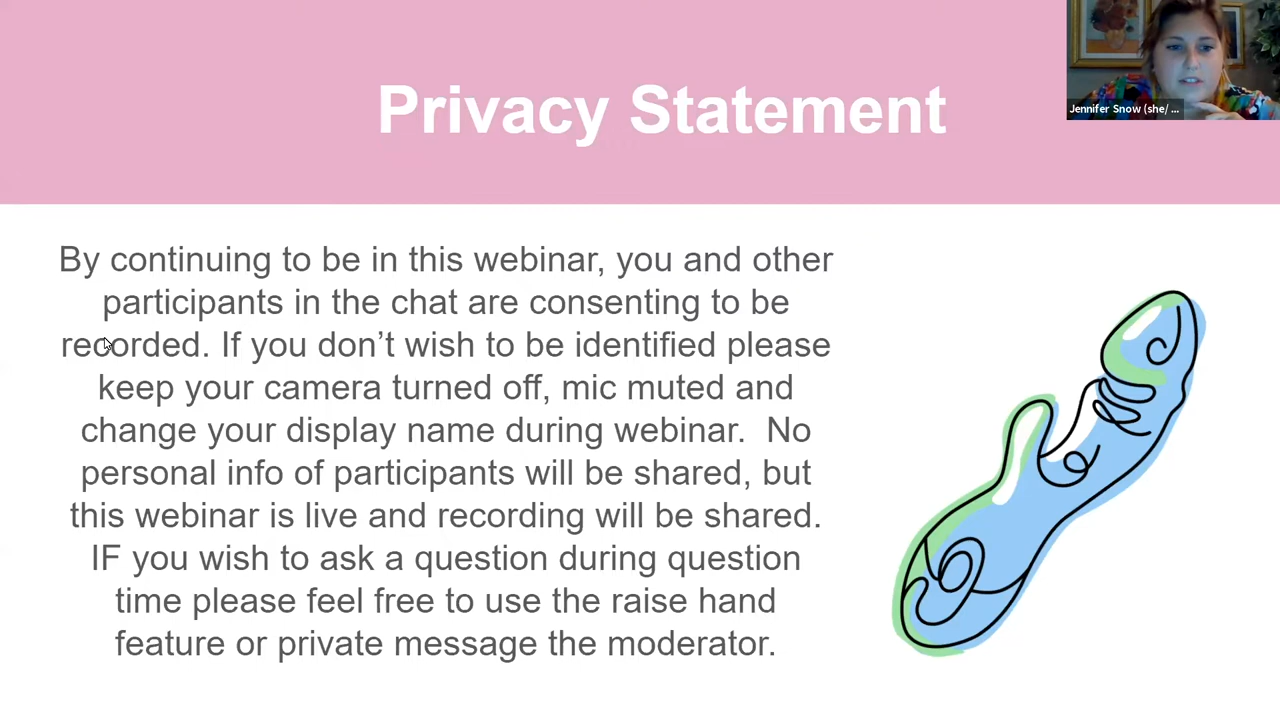 Privacy Statement
Jennifer Snow (she/ ...
By continuing to be in this webinar, you and other
participants in the chat are consenting to be
recorded. If you don’t wish to be identified please
keep your camera turned off, mic muted and
change your display name during webinar.  No
personal info of participants will be shared, but
this webinar is live and recording will be shared.
IF you wish to ask a question during question
time please feel free to use the raise hand
feature or private message the moderator.